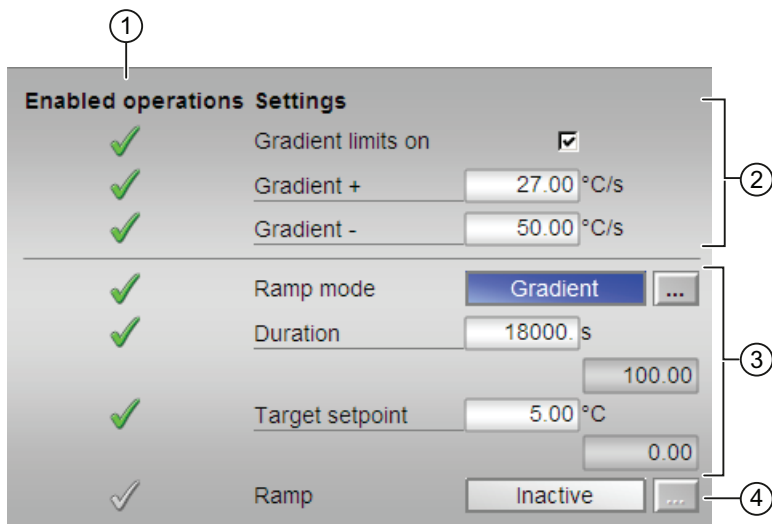 1
Enabled operations Settings
Gradient limits on
Gradient + 27.00 °C/s
Gradient - 50.00 °C/s
2
Ramp mode Gradient ...
Duration 18000. s
100.00
3
Target setpoint 5.00 °C
0.00
Ramp Inactive ...
4